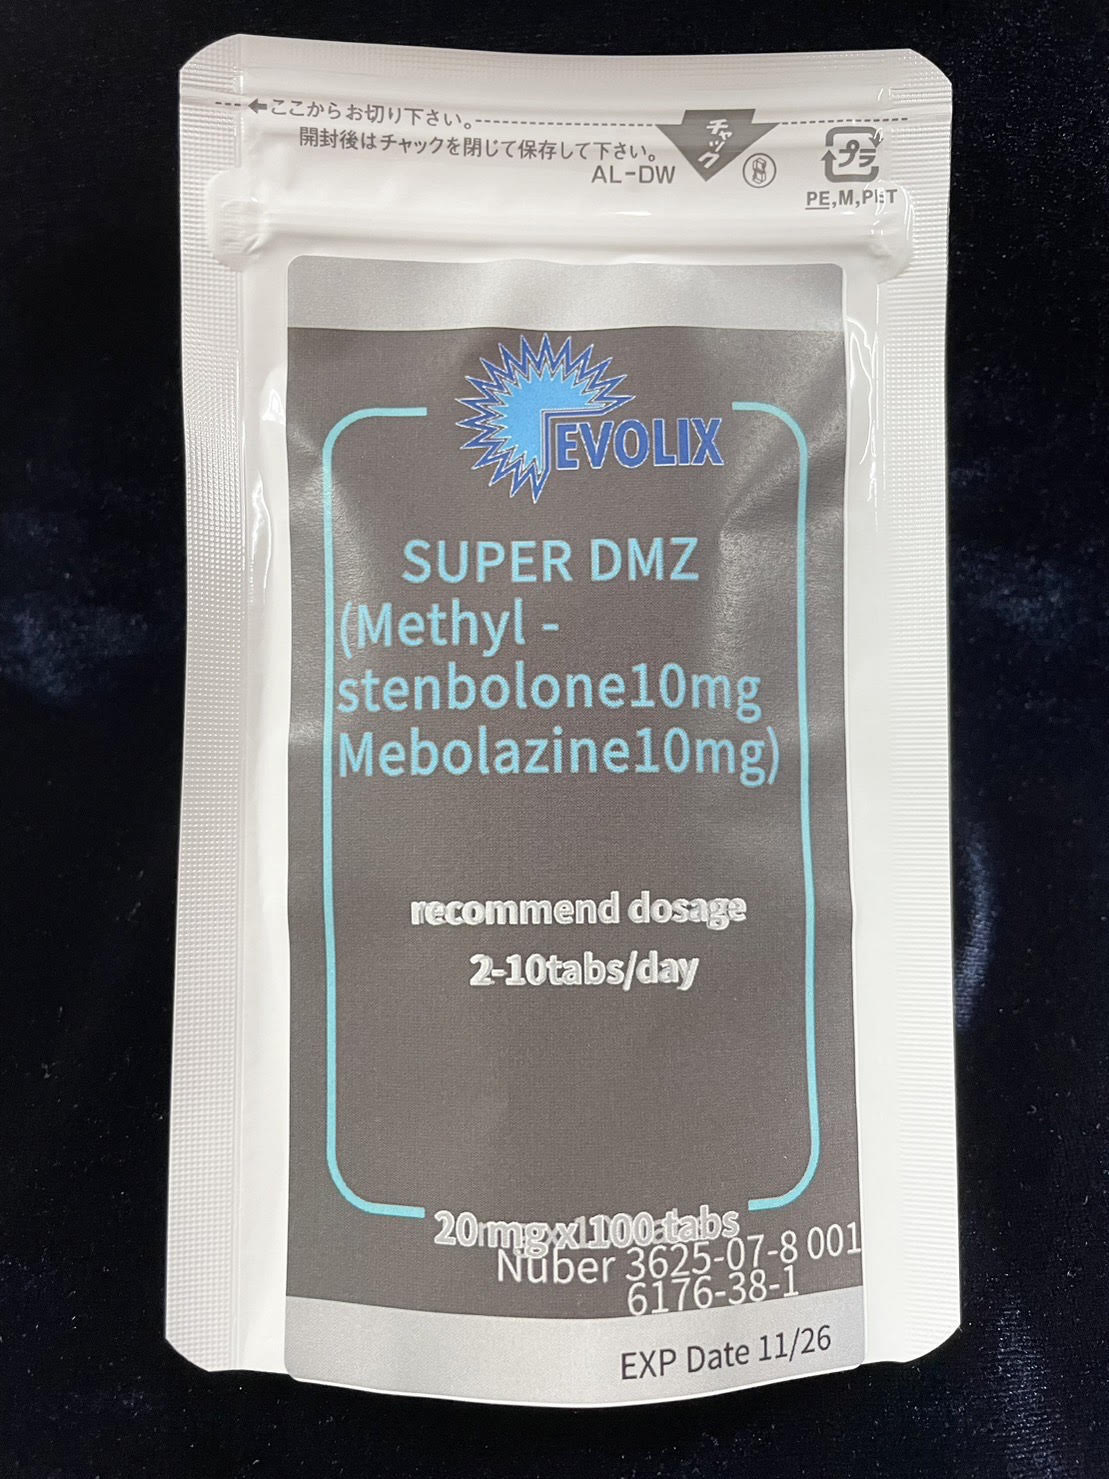 ←ここからお切り下さい。
開封後はチャックを閉じて保存して下さい。
チャック
AL-DW
プラ
PE,M,PET
EVOLIX
SUPER DMZ
(Methyl -
stenbolone10mg
Mebolazine10mg)
recommend dosage
2-10tabs/day
20mg x 100 tabs
Nuber 3625-07-8 001
6176-38-1
EXP Date 11/26